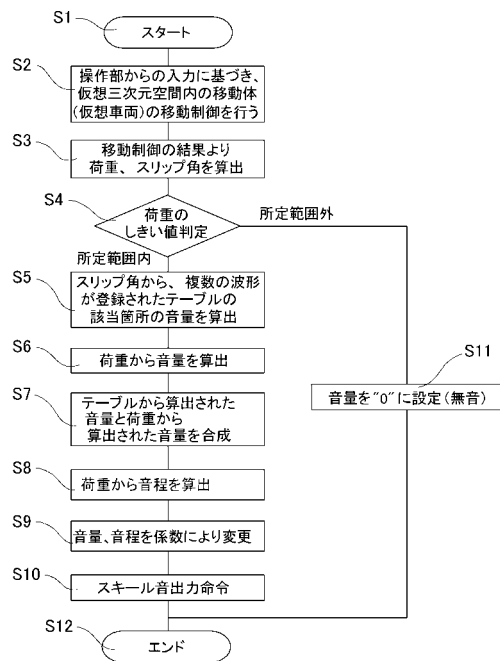 S1
スタート
S2
操作部からの入力に基づき、
仮想三次元空間内の移動体
(仮想車両)の移動制御を行う
S3
移動制御の結果より
荷重、スリップ角を算出
S4
荷重の
しきい値判定
所定範囲外
所定範囲内
S5
スリップ角から、複数の波形
が登録されたテーブルの
該当箇所の音量を算出
S6
荷重から音量を算出
S11
音量を"0"に設定(無音)
S7
テーブルから算出された
音量と荷重から
算出された音量を合成
S8
荷重から音程を算出
S9
音量、音程を係数により変更
S10
スキール音出力命令
S12
エンド